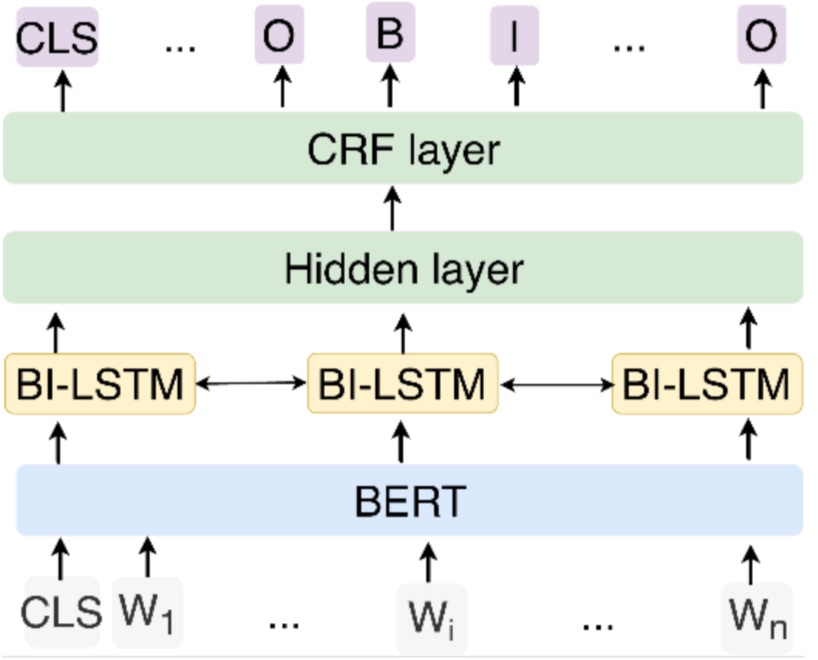 CLS ... O B I ... O
CRF layer
Hidden layer
BI-LSTM BI-LSTM BI-LSTM
BERT
CLS W1 ... Wi ... Wn